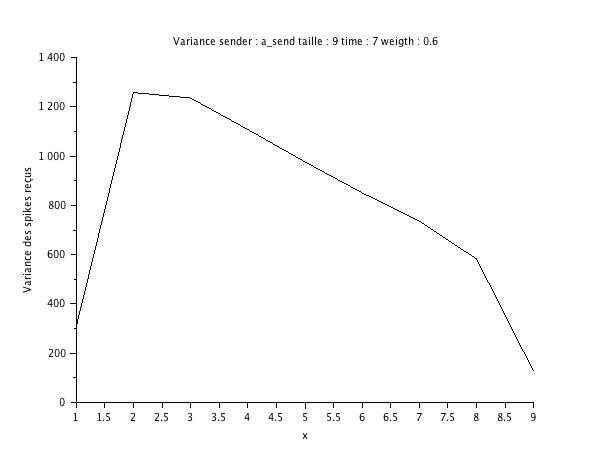 Variance sender : a_send taille : 9 time : 7 weigth : 0.6
1 400
1 200
1 000
800
600
400
200
0
Variance des spikes reçus
1 1.5 2 2.5 3 3.5 4 4.5 5 5.5 6 6.5 7 7.5 8 8.5 9
x